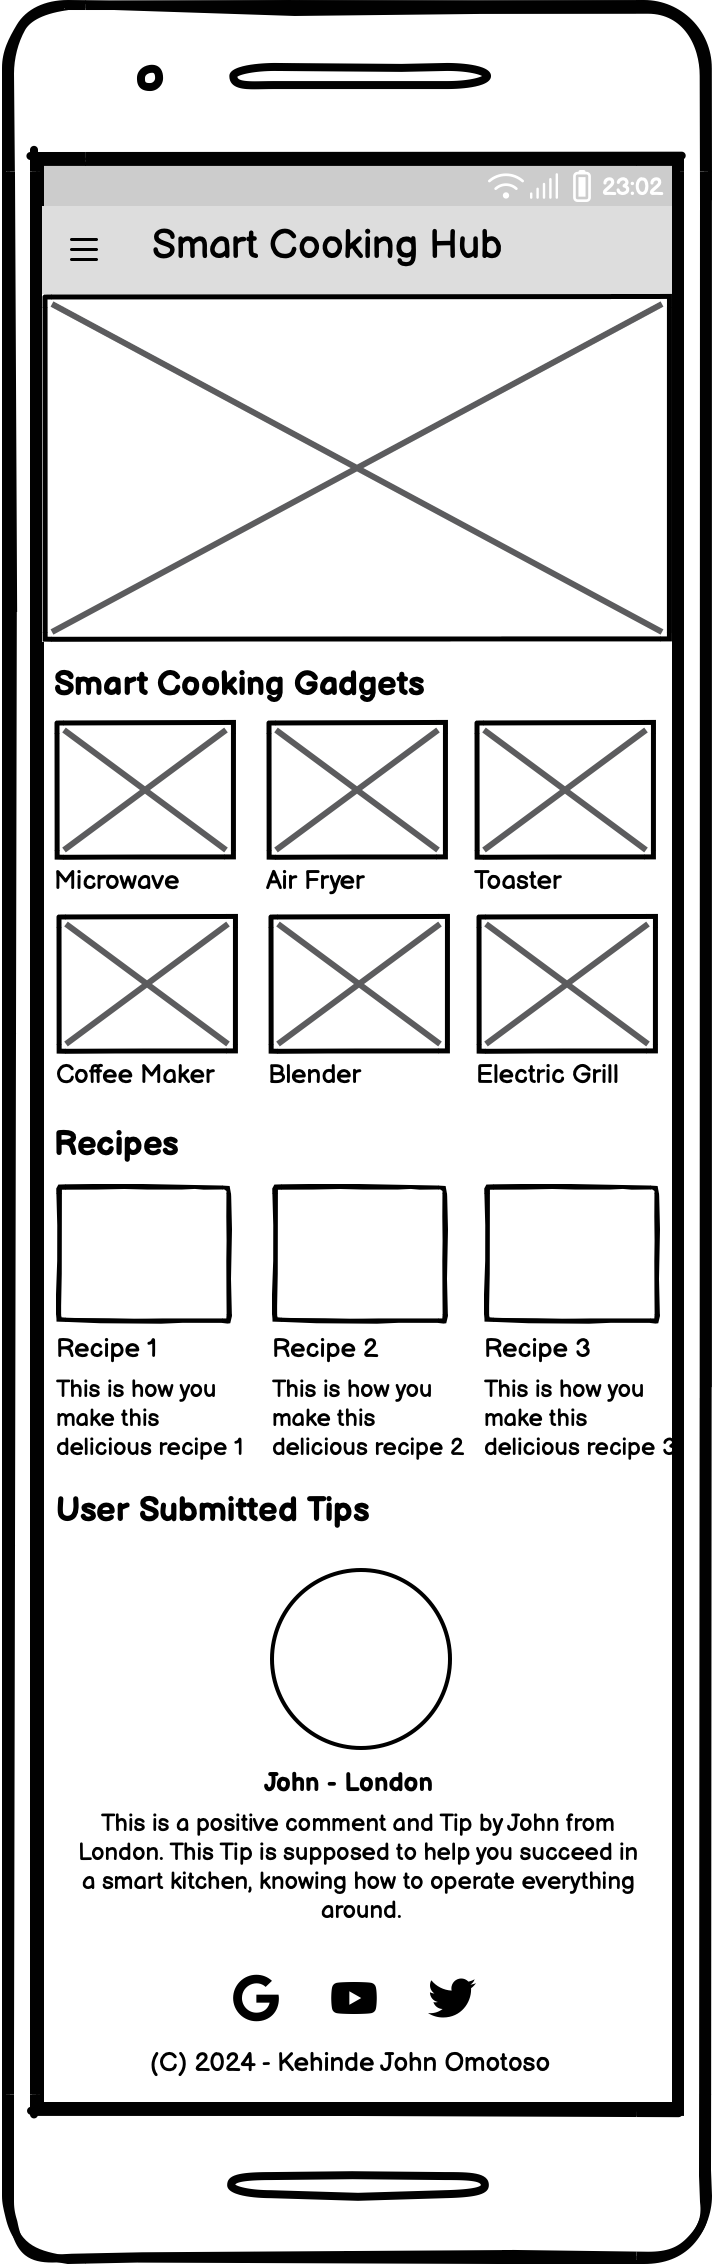 23:02
Smart Cooking Hub
Smart Cooking Gadgets
Microwave
Air Fryer
Toaster
Coffee Maker
Blender
Electric Grill
Recipes
Recipe 1
This is how you
make this
delicious recipe 1
Recipe 2
This is how you
make this
delicious recipe 2
Recipe 3
This is how you
make this
delicious recipe 3
User Submitted Tips
John - London
This is a positive comment and Tip by John from
London. This Tip is supposed to help you succeed in
a smart kitchen, knowing how to operate everything
around.
(C) 2024 - Kehinde John Omotoso